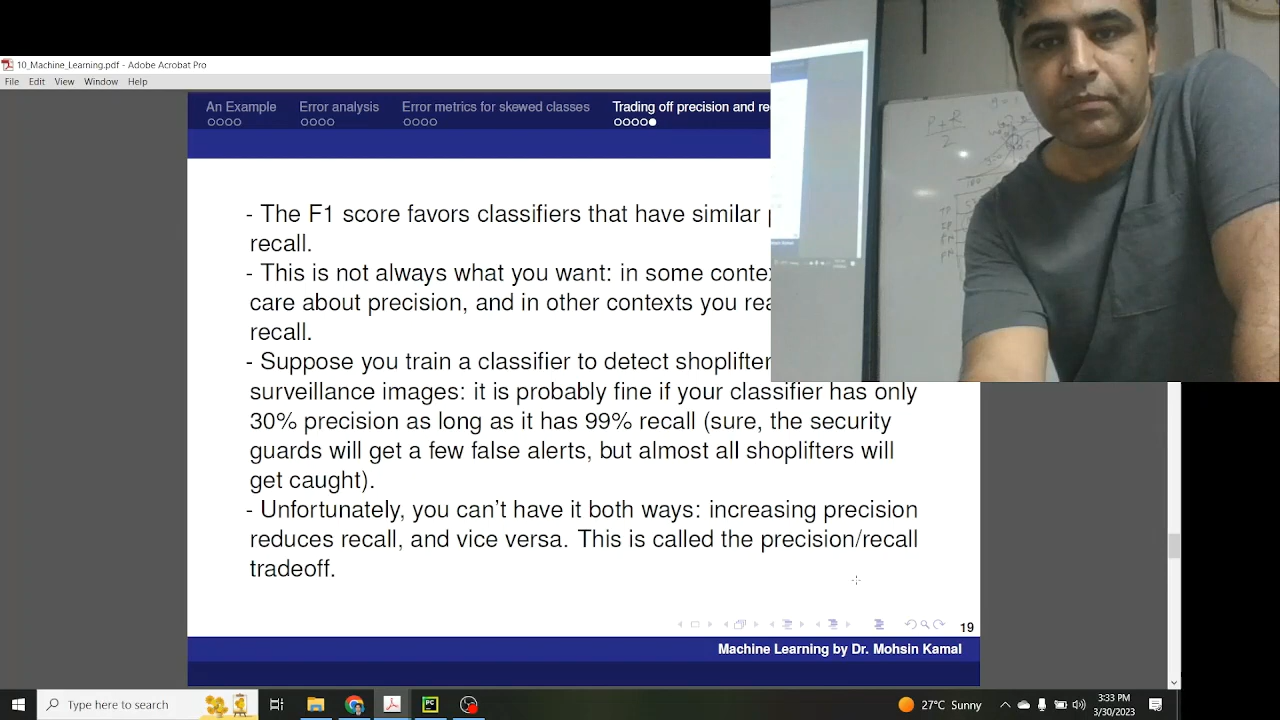 10_Machine_Learning.pdf - Adobe Acrobat Pro
File Edit View Window Help
An Example Error analysis Error metrics for skewed classes Trading off precision and re
- The F1 score favors classifiers that have similar
recall.
- This is not always what you want: in some conte
care about precision, and in other contexts you rea
recall.
- Suppose you train a classifier to detect shoplifter
surveillance images: it is probably fine if your classifier has only
30% precision as long as it has 99% recall (sure, the security
guards will get a few false alerts, but almost all shoplifters will
get caught).
- Unfortunately, you can't have it both ways: increasing precision
reduces recall, and vice versa. This is called the precision/recall
tradeoff.
19
Machine Learning by Dr. Mohsin Kamal
P+R
2
Type here to search
27°C Sunny
3:33 PM
3/30/2023